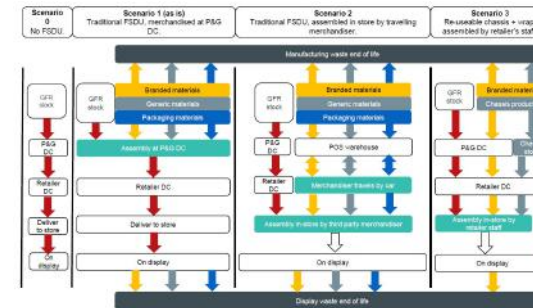 Scenario
0
No FSDU.
Scenario 1 (as is)
Traditional FSDU, merchandised at P&G
DC.
Scenario 2
Traditional FSDU, assembled in store by travelling
merchandiser.
Scenario 3
Re-useable chassis + wrap
assembled by retailer's staf
Manufacturing waste end of life
GFR
stock
P&G
DC
Retailer
DC
Deliver
to store
On
display
GFR
stock
Branded materials
Generic materials
Packaging materials
Assembly at P&G DC
Retailer DC
Deliver to store
On display
GFR
stock
Branded materials
Generic materials
Packaging materials
P&G
DC
POS warehouse
Retailer
DC
Merchandiser travels by car
Assembly in-store by third party merchandiser
On display
GFR
stock
Branded mater
Chassis product
P&G DC
Retailer DC
Assembly in-store by
retailer staff
On display
Display waste end of life